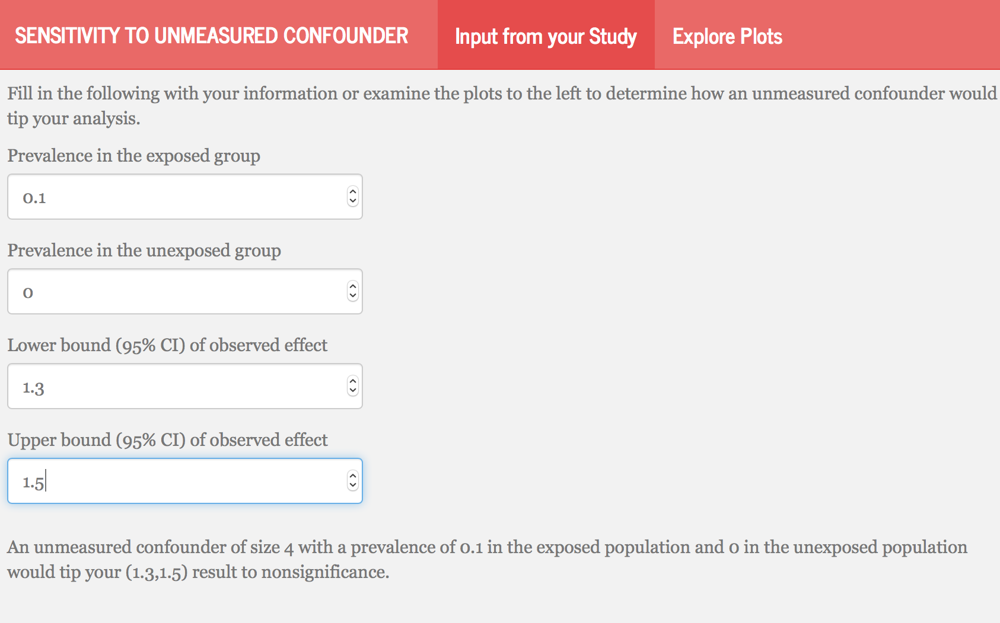 SENSITIVITY TO UNMEASURED CONFOUNDER Input from your Study Explore Plots
Fill in the following with your information or examine the plots to the left to determine how an unmeasured confounder would
tip your analysis.
Prevalence in the exposed group
0.1
Prevalence in the unexposed group
0
Lower bound (95% CI) of observed effect
1.3
Upper bound (95% CI) of observed effect
1.5
An unmeasured confounder of size 4 with a prevalence of 0.1 in the exposed population and 0 in the unexposed population
would tip your (1.3,1.5) result to nonsignificance.